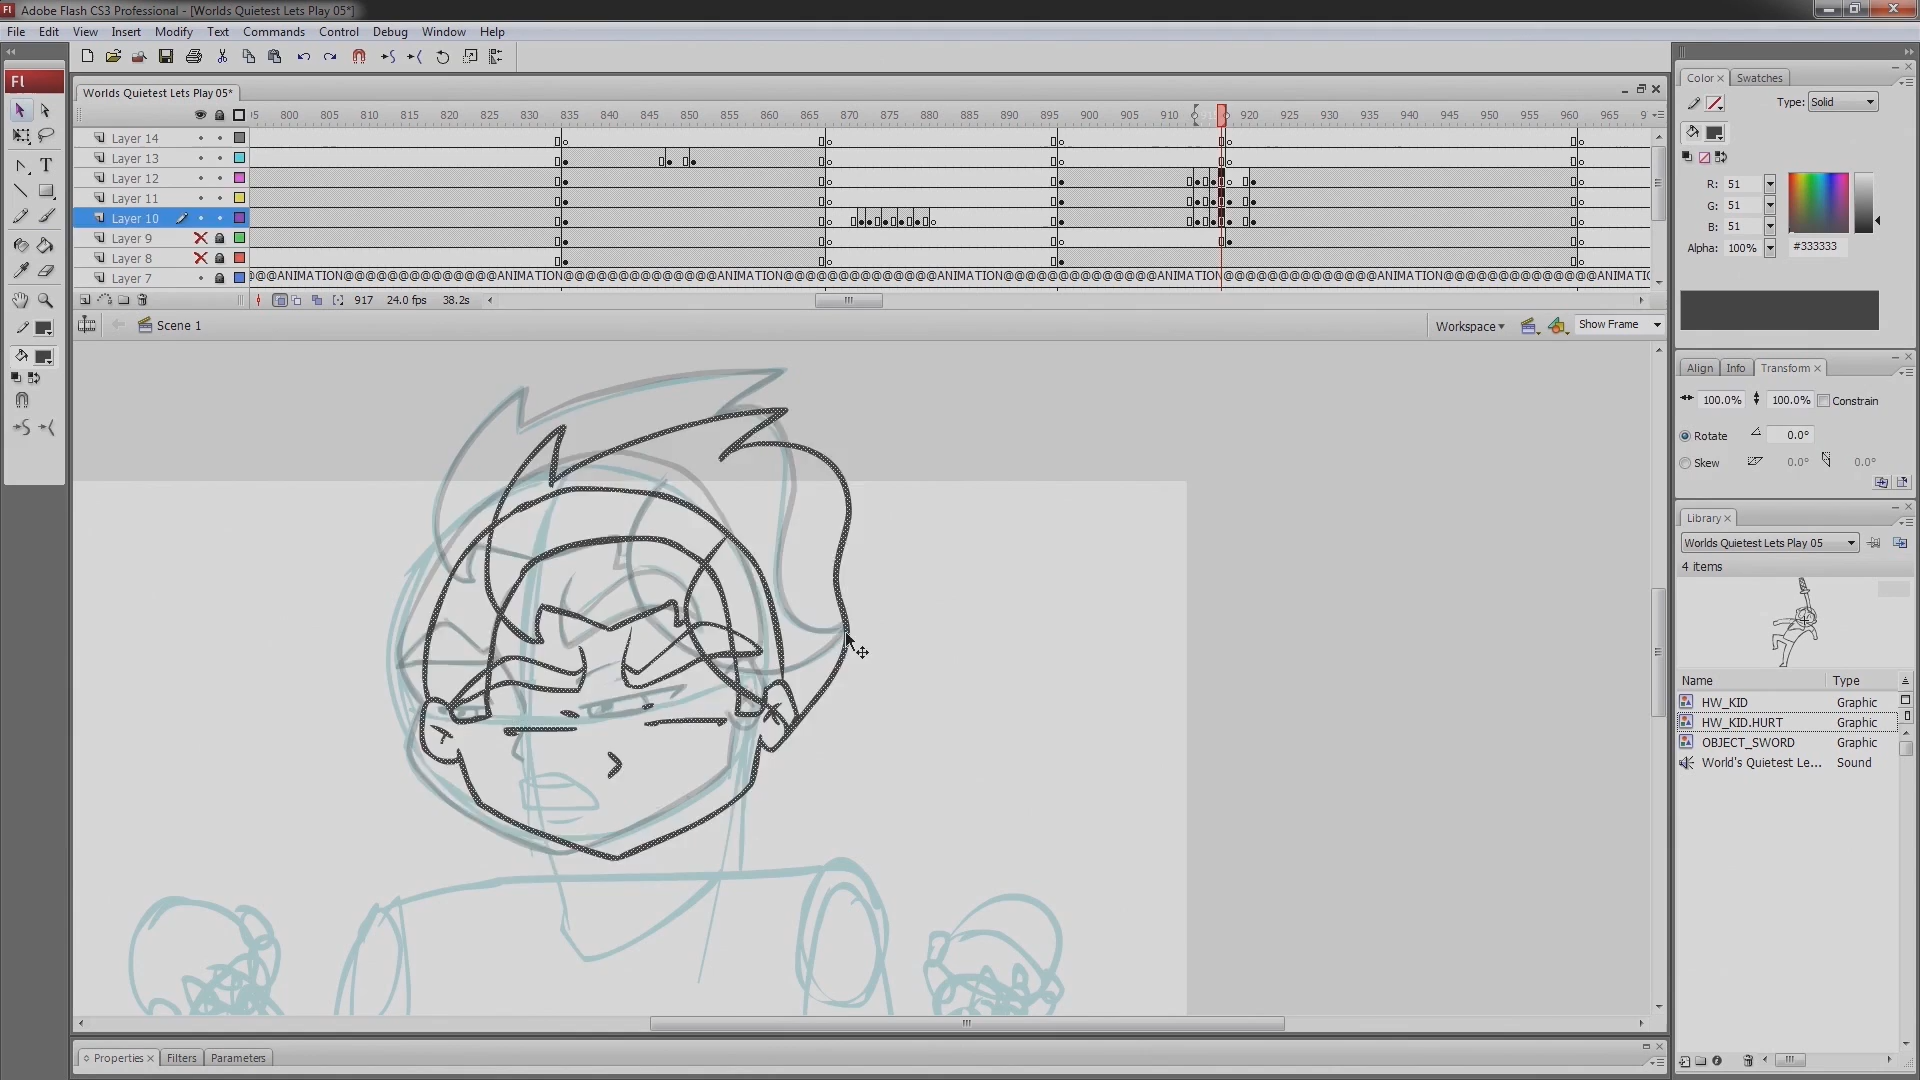 Fl Adobe Flash CS3 Professional - [Worlds Quietest Lets Play 05*]
File Edit View Insert Modify Text Commands Control Debug Window Help
Fl
Worlds Quietest Lets Play 05*
800 805 810 815 820 825 830 835 840 845 850 855 860 865 870 875 880 885 890 895 900 905 910 920 925 930 935 940 945 950 955 960 965
Layer 14
Layer 13
Layer 12
Layer 11
Layer 10
Layer 9
Layer 8
Layer 7
@@@ANIMATION@@@@@@@@@@@@@ANIMATION@@@@@@@@@@@@@ANIMATION@@@@@@@@@@@@@ANIMATION@@@@@@@@@@@@@ANIMATION@@@@@@@@@@@@@ANIMATION@@@@@@@@@@@@@ANIMATI
917 24.0 fps 38.2s
Scene 1
Workspace
Show Frame
Color Swatches
Type: Solid
R: 51
G: 51
B: 51
Alpha: 100%
#333333
Align Info Transform
100.0% 100.0% Constrain
Rotate 0.0°
Skew 0.0° 0.0°
Library
Worlds Quietest Lets Play 05
4 items
Name Type
HW_KID Graphic
HW_KID.HURT Graphic
OBJECT_SWORD Graphic
World's Quietest Le... Sound
Properties Filters Parameters